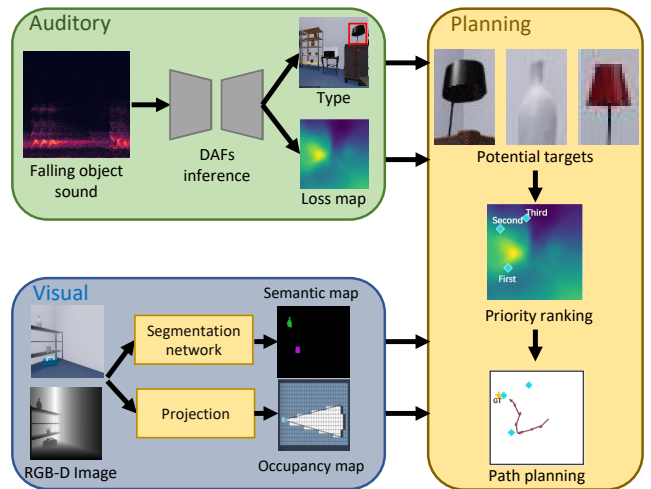 Auditory
Falling object
sound
DAFs
inference
Type
Loss map
Visual
RGB-D Image
Segmentation
network
Projection
Semantic map
Occupancy map
Planning
Potential targets
Second
Third
First
Priority ranking
GT
Path planning